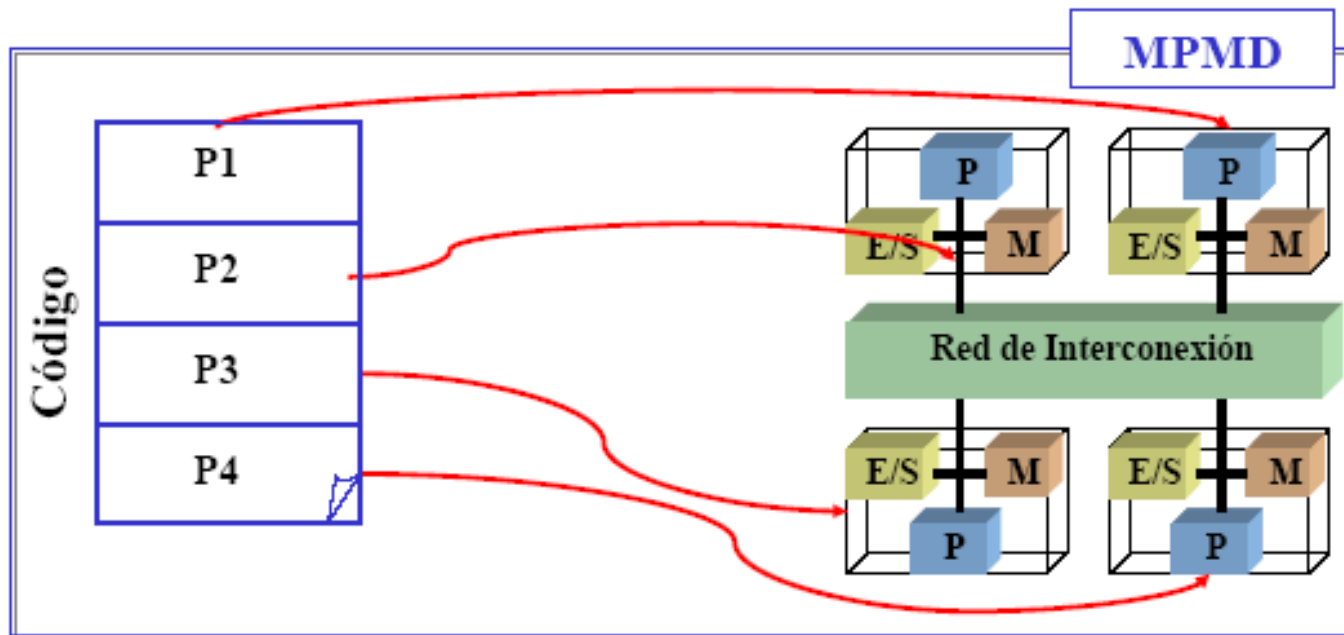 MPMD
Código
P1
P2
P3
P4
P
E/S
M
P
E/S
M
Red de Interconexión
E/S
M
P
E/S
M
P